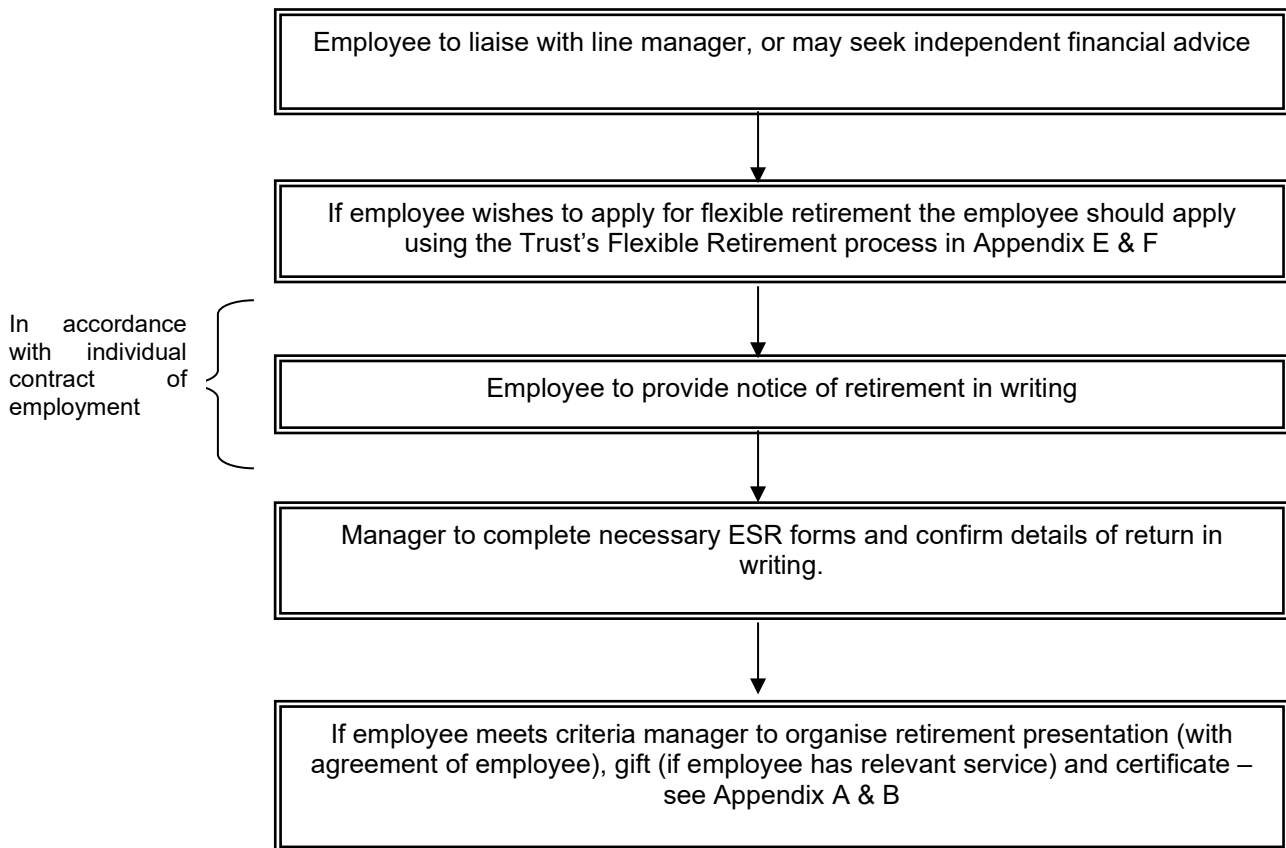 Employee to liaise with line manager, or may seek independent financial advice
If employee wishes to apply for flexible retirement the employee should apply
using the Trust’s Flexible Retirement process in Appendix E & F
In accordance
with individual
contract of
employment
Employee to provide notice of retirement in writing
Manager to complete necessary ESR forms and confirm details of return in
writing.
If employee meets criteria manager to organise retirement presentation (with
agreement of employee), gift (if employee has relevant service) and certificate –
see Appendix A & B